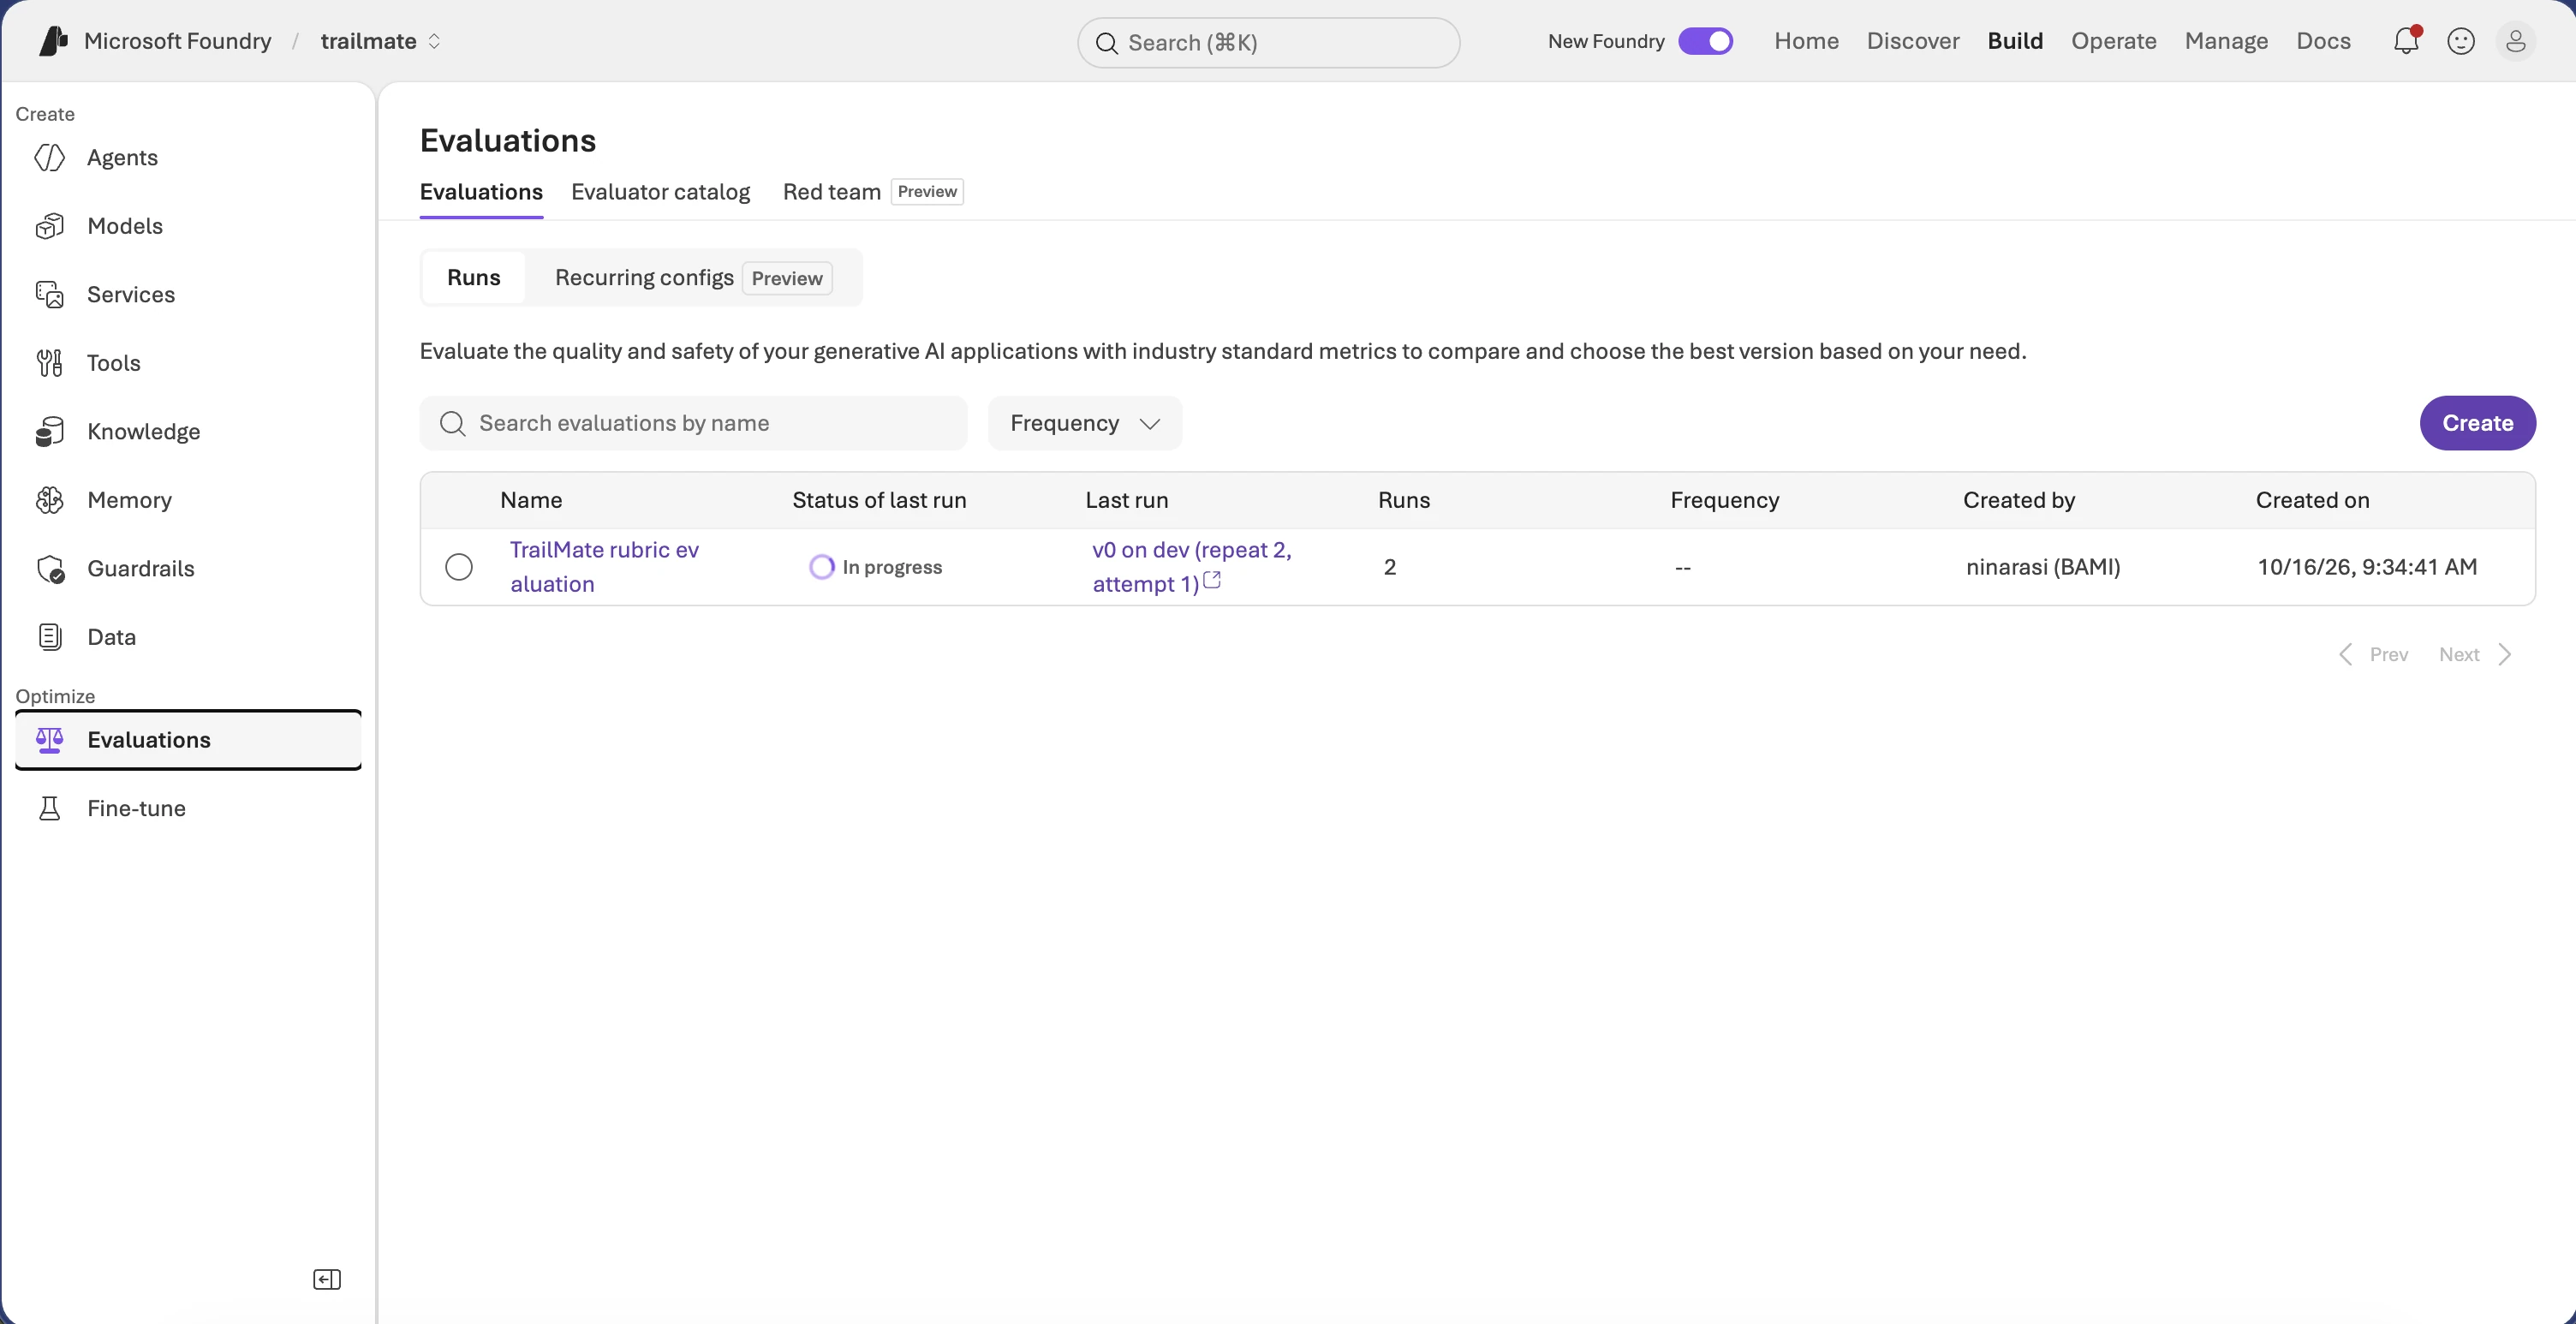 Microsoft Foundry / trailmate
Search (⌘K)
New Foundry
Home
Discover
Build
Operate
Manage
Docs
Create
Agents
Models
Services
Tools
Knowledge
Memory
Guardrails
Data
Optimize
Evaluations
Fine-tune
Evaluations
Evaluations
Evaluator catalog
Red team Preview
Runs
Recurring configs Preview
Evaluate the quality and safety of your generative AI applications with industry standard metrics to compare and choose the best version based on your need.
Search evaluations by name
Frequency
Create
Name Status of last run Last run Runs Frequency Created by Created on
TrailMate rubric ev
aluation
In progress
v0 on dev (repeat 2,
attempt 1)
2
--
ninarasi (BAMI)
10/16/26, 9:34:41 AM
Prev
Next